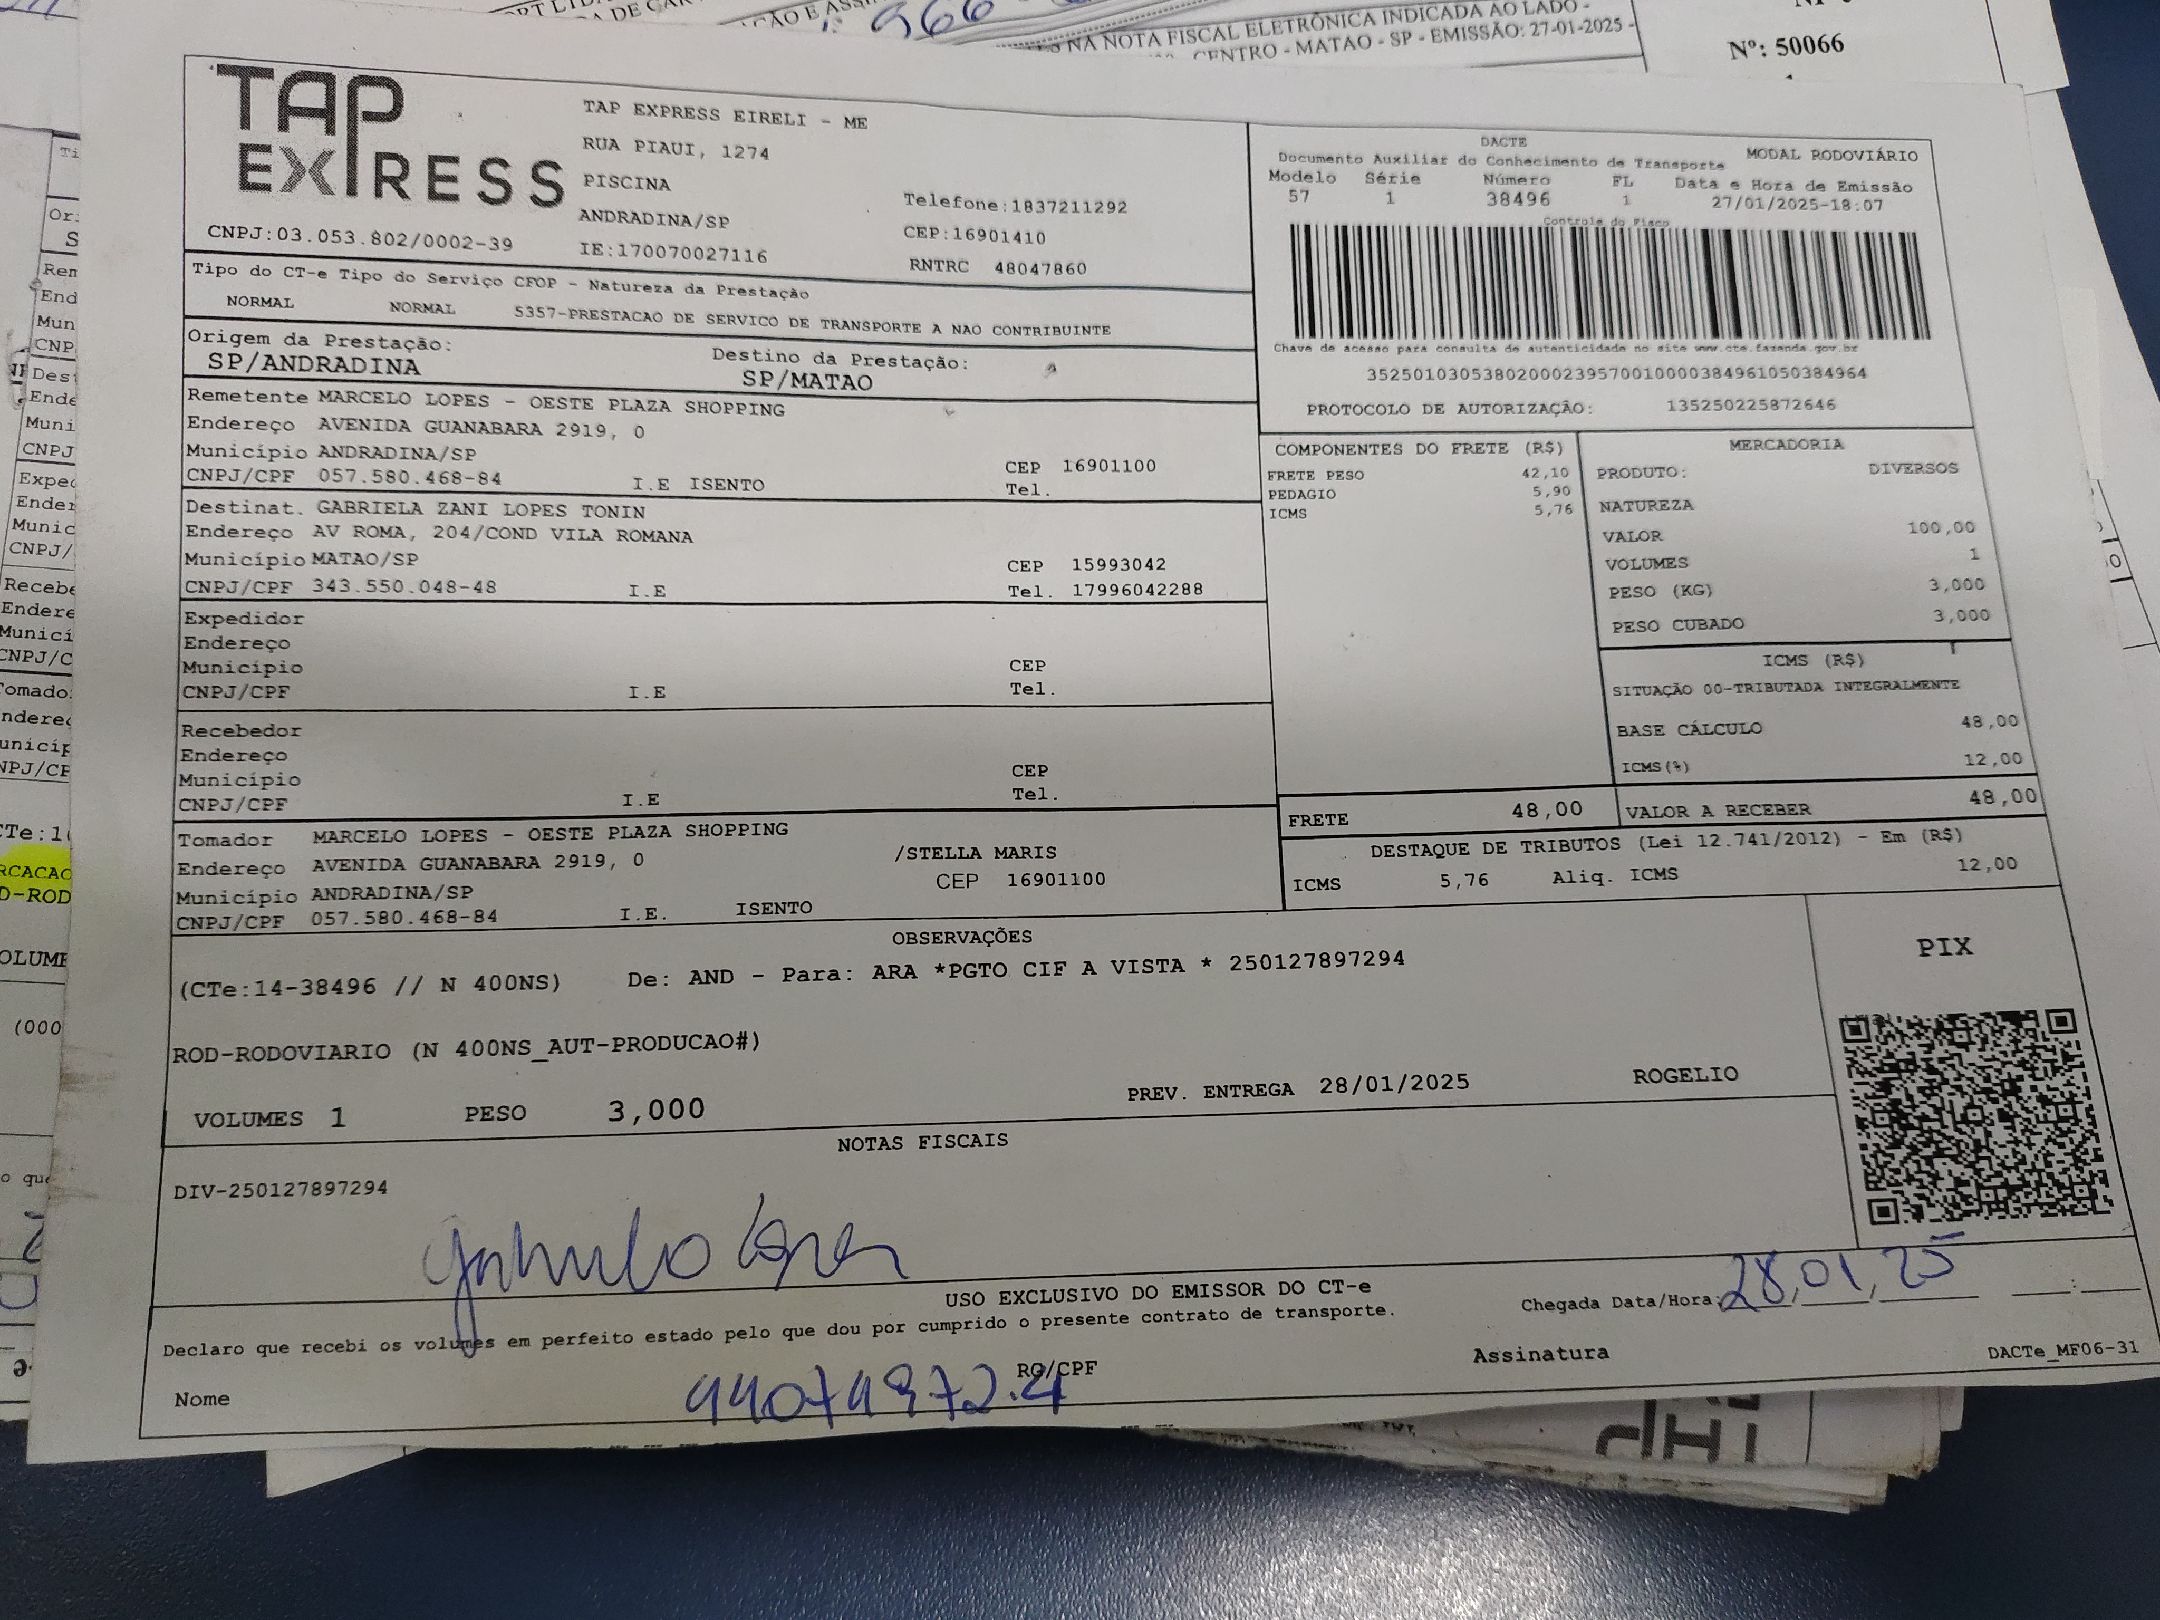 TAP EXPRESS
TAP EXPRESS EIRELI - ME
RUA PIAUI, 1274
PISCINA
ANDRADINA/SP
IE:170070027116
CNPJ:03.053.802/0002-39
Telefone:1837211292
CEP:16901410
RNTRC 48047860
DACTE
Documento Auxiliar do Conhecimento de Transporte
MODAL RODOVIÁRIO
Modelo Série Número FL Data e Hora de Emissão
57 1 38496 1 27/01/2025-18:07
Controle do Fisco
Chave de acesso para consulta de autenticidade no site www.cte.fazenda.gov.br
35250103053802000239570010000384961050384964
PROTOCOLO DE AUTORIZAÇÃO: 135250225872646
Tipo do CT-e Tipo do Serviço CFOP - Natureza da Prestação
NORMAL NORMAL 5357-PRESTACAO DE SERVICO DE TRANSPORTE A NAO CONTRIBUINTE
Origem da Prestação:
SP/ANDRADINA
Destino da Prestação:
SP/MATAO
Remetente MARCELO LOPES - OESTE PLAZA SHOPPING
Endereço AVENIDA GUANABARA 2919, 0
Município ANDRADINA/SP CEP 16901100
CNPJ/CPF 057.580.468-84 I.E ISENTO Tel.
Destinat. GABRIELA ZANI LOPES TONIN
Endereço AV ROMA, 204/COND VILA ROMANA
Município MATAO/SP CEP 15993042
CNPJ/CPF 343.550.048-48 I.E Tel. 17996042288
Expedidor
Endereço
Município CEP
CNPJ/CPF I.E Tel.
Recebedor
Endereço
Município CEP
CNPJ/CPF I.E Tel.
Tomador MARCELO LOPES - OESTE PLAZA SHOPPING
Endereço AVENIDA GUANABARA 2919, 0 /STELLA MARIS
Município ANDRADINA/SP CEP 16901100
CNPJ/CPF 057.580.468-84 I.E. ISENTO
COMPONENTES DO FRETE (R$)
FRETE PESO 42,10
PEDAGIO 5,90
ICMS 5,76
MERCADORIA
PRODUTO: DIVERSOS
NATUREZA
VALOR 100,00
VOLUMES 1
PESO (KG) 3,000
PESO CUBADO 3,000
ICMS (R$)
SITUAÇÃO 00-TRIBUTADA INTEGRALMENTE
BASE CÁLCULO 48,00
ICMS(%) 12,00
FRETE 48,00 VALOR A RECEBER 48,00
DESTAQUE DE TRIBUTOS (Lei 12.741/2012) - Em (R$)
ICMS 5,76 Aliq. ICMS 12,00
OBSERVAÇÕES
(CTe:14-38496 // N 400NS) De: AND - Para: ARA *PGTO CIF A VISTA * 250127897294
ROD-RODOVIARIO (N 400NS_AUT-PRODUCAO#)
VOLUMES 1 PESO 3,000 PREV. ENTREGA 28/01/2025 ROGELIO
PIX
NOTAS FISCAIS
DIV-250127897294
USO EXCLUSIVO DO EMISSOR DO CT-e
Declaro que recebi os volumes em perfeito estado pelo que dou por cumprido o presente contrato de transporte.
Chegada Data/Hora: 28,01,25 :
Nome RG/CPF Assinatura
DACTe_MF06-31
NA NOTA FISCAL ELETRÔNICA INDICADA AO LADO -
CENTRO - MATAO - SP - EMISSÃO: 27-01-2025 -
Nº: 50066